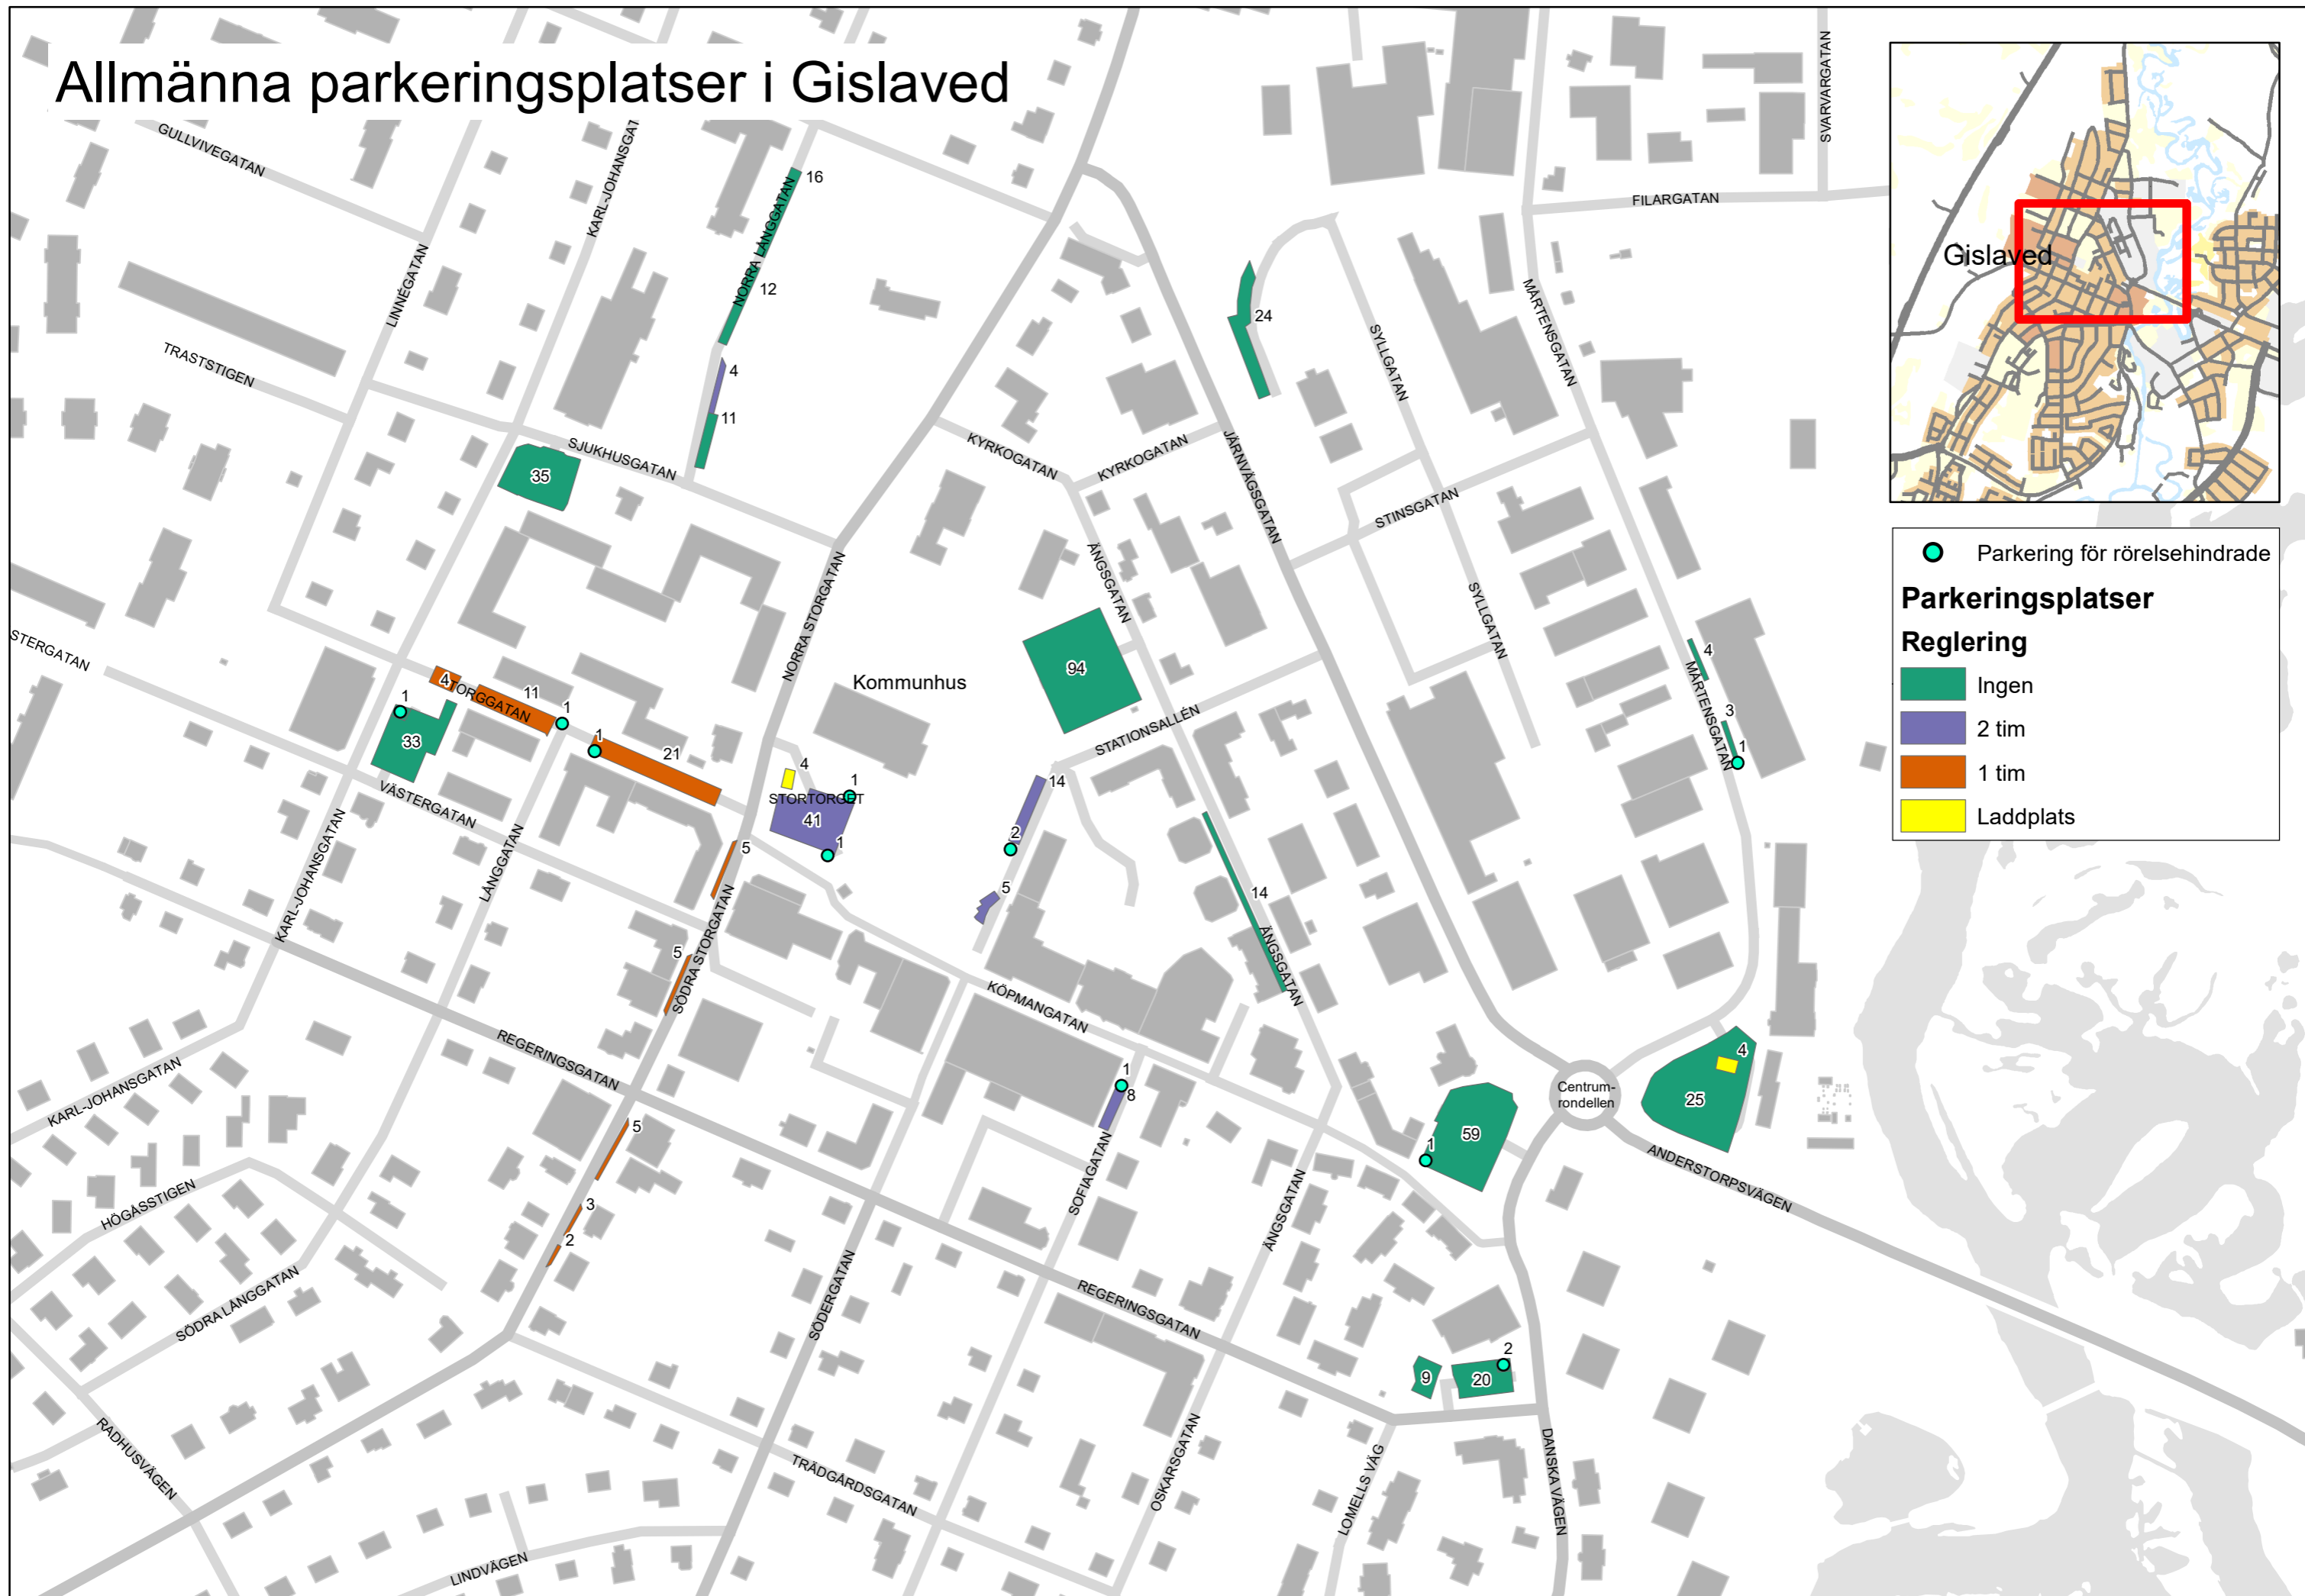 Allmänna parkeringsplatser i Gislaved
GULLVIVEGATAN
KARL-JOHANSGAT
NORRA LÅNGGATAN
16
12
4
11
LINNÉGATAN
TRASTSTIGEN
SJUKHUSGATAN
35
SVARVARGATAN
FILARGATAN
24
SYLLGATAN
MÅRTENSGATAN
KYRKOGATAN
KYRKOGATAN
JÄRNVÄGSGATAN
STINSGATAN
ÄNGSGATAN
SYLLGATAN
NORRA STORGATAN
STERGATAN
Kommunhus
94
STATIONSALLÉN
4
MÅRTENSGATAN
3
1
4
TORGGATAN
11
1
1
33
1
21
4
1
STORTORGET
41
1
14
2
5
VÄSTERGATAN
KARL-JOHANSGATAN
LÅNGGATAN
5
SÖDRA STORGATAN
5
14
ÄNGSGATAN
KÖPMANGATAN
REGERINGSGATAN
KARL-JOHANSGATAN
1
8
SOFIAGATAN
5
3
2
Centrum-
rondellen
4
25
59
1
ANDERSTORPSVÄGEN
HÖGÅSSTIGEN
SÖDRA LÅNGGATAN
SÖDERGATAN
ÄNGSGATAN
REGERINGSGATAN
2
9
20
RADHUSVÄGEN
TRÄDGÅRDSGATAN
OSKARSGATAN
LOMELLS VÄG
DANSKA VÄGEN
LINDVÄGEN
Gislaved
Parkering för rörelsehindrade
Parkeringsplatser
Reglering
Ingen
2 tim
1 tim
Laddplats